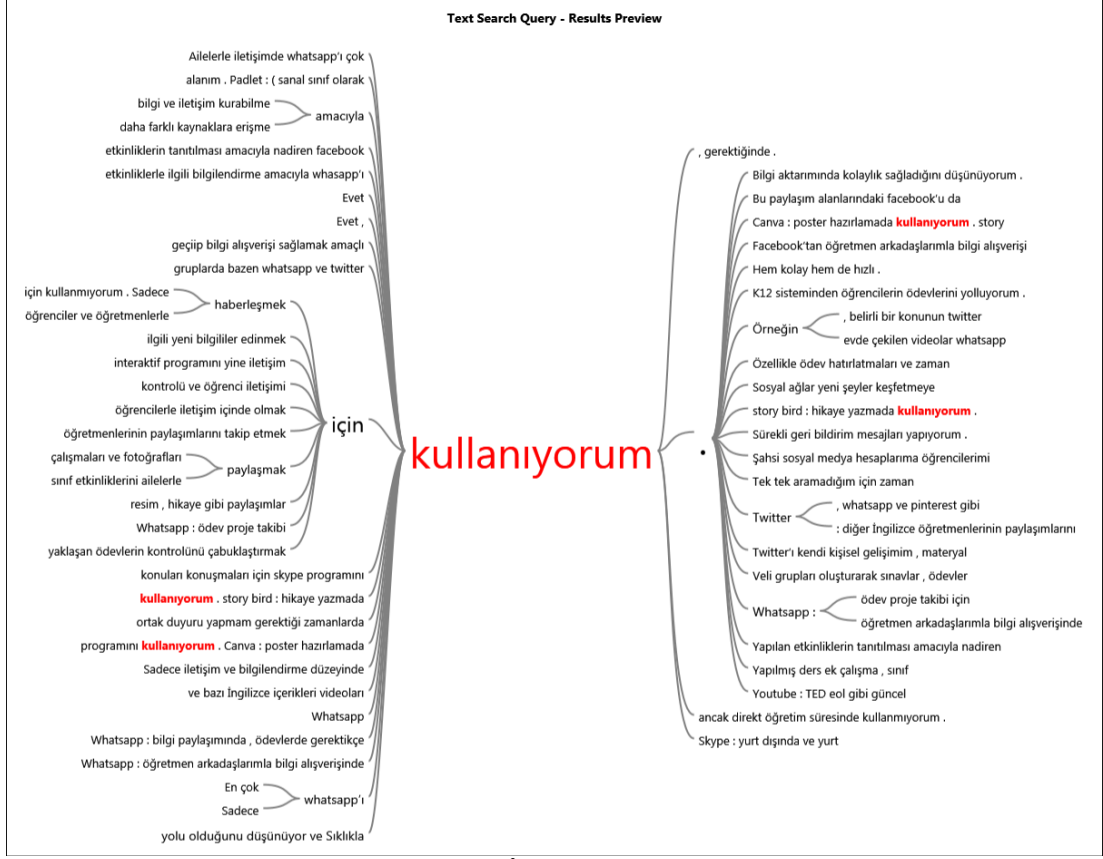 Text Search Query - Results Preview
Ailelerle iletişimde whatsapp'ı çok
alanım . Padlet : ( sanal sınıf olarak
bilgi ve iletişim kurabilme
daha farklı kaynaklara erişme
amacıyla
etkinliklerin tanıtılması amacıyla nadiren facebook
etkinliklerle ilgili bilgilendirme amacıyla whasapp'ı
Evet
Evet ,
geçiip bilgi alışverişi sağlamak amaçlı
gruplarda bazen whatsapp ve twitter
için kullanmıyorum . Sadece
öğrenciler ve öğretmenlerle
haberleşmek
ilgili yeni bilgililer edinmek
interaktif programını yine iletişim
kontrolü ve öğrenci iletişimi
öğrencilerle iletişim içinde olmak
öğretmenlerinin paylaşımlarını takip etmek
çalışmaları ve fotoğrafları
sınıf etkinliklerini ailelerle
paylaşmak
resim , hikaye gibi paylaşımlar
Whatsapp : ödev proje takibi
yaklaşan ödevlerin kontrolünü çabuklaştırmak
için
konuları konuşmaları için skype programını
kullanıyorum . story bird : hikaye yazmada
ortak duyuru yapmam gerektiği zamanlarda
programını kullanıyorum . Canva : poster hazırlamada
Sadece iletişim ve bilgilendirme düzeyinde
ve bazı İngilizce içerikleri videoları
Whatsapp
Whatsapp : bilgi paylaşımında , ödevlerde gerektikçe
Whatsapp : öğretmen arkadaşlarımla bilgi alışverişinde
En çok
Sadece
whatsapp'ı
yolu olduğunu düşünüyor ve Sıklıkla
kullanıyorum
, gerektiğinde .
.
Bilgi aktarımında kolaylık sağladığını düşünüyorum .
Bu paylaşım alanlarındaki facebook'u da
Canva : poster hazırlamada kullanıyorum . story
Facebook'tan öğretmen arkadaşlarımla bilgi alışverişi
Hem kolay hem de hızlı .
K12 sisteminden öğrencilerin ödevlerini yolluyorum .
Örneğin
, belirli bir konunun twitter
evde çekilen videolar whatsapp
Özellikle ödev hatırlatmaları ve zaman
Sosyal ağlar yeni şeyler keşfetmeye
story bird : hikaye yazmada kullanıyorum .
Sürekli geri bildirim mesajları yapıyorum .
Şahsi sosyal medya hesaplarıma öğrencilerimi
Tek tek aramadığım için zaman
Twitter
, whatsapp ve pinterest gibi
: diğer İngilizce öğretmenlerinin paylaşımlarını
Twitter'ı kendi kişisel gelişimim , materyal
Veli grupları oluşturarak sınavlar , ödevler
Whatsapp :
ödev proje takibi için
öğretmen arkadaşlarımla bilgi alışverişinde
Yapılan etkinliklerin tanıtılması amacıyla nadiren
Yapılmış ders ek çalışma , sınıf
Youtube : TED eol gibi güncel
ancak direkt öğretim süresinde kullanmıyorum .
Skype : yurt dışında ve yurt